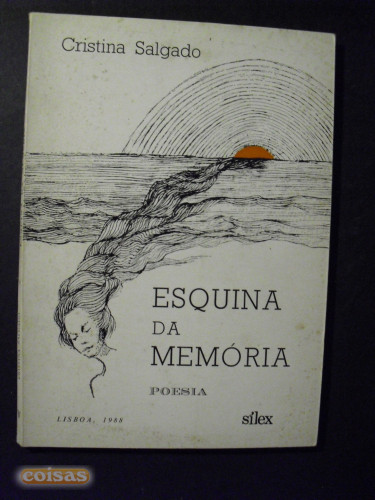 Cristina Salgado
ESQUINA
DA
MEMÓRIA
POESIA
LISBOA, 1988
sílex
coisas